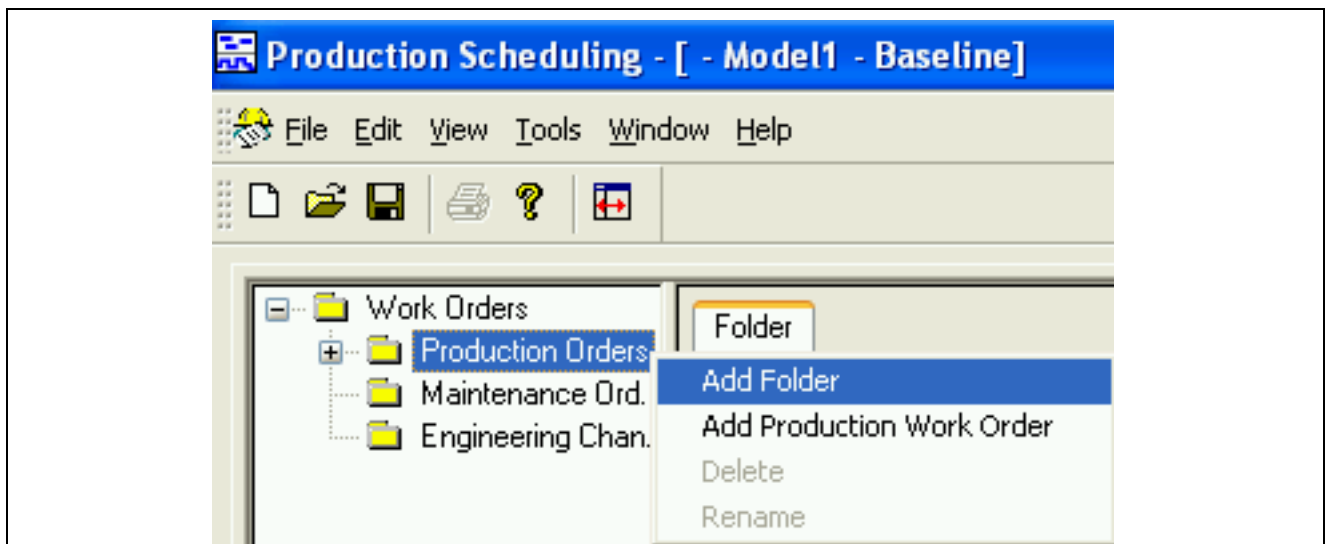 Production Scheduling - [ - Model1 - Baseline]
File Edit View Tools Window Help
Work Orders
Production Orders
Maintenance Ord.
Engineering Chan.
Folder
Add Folder
Add Production Work Order
Delete
Rename